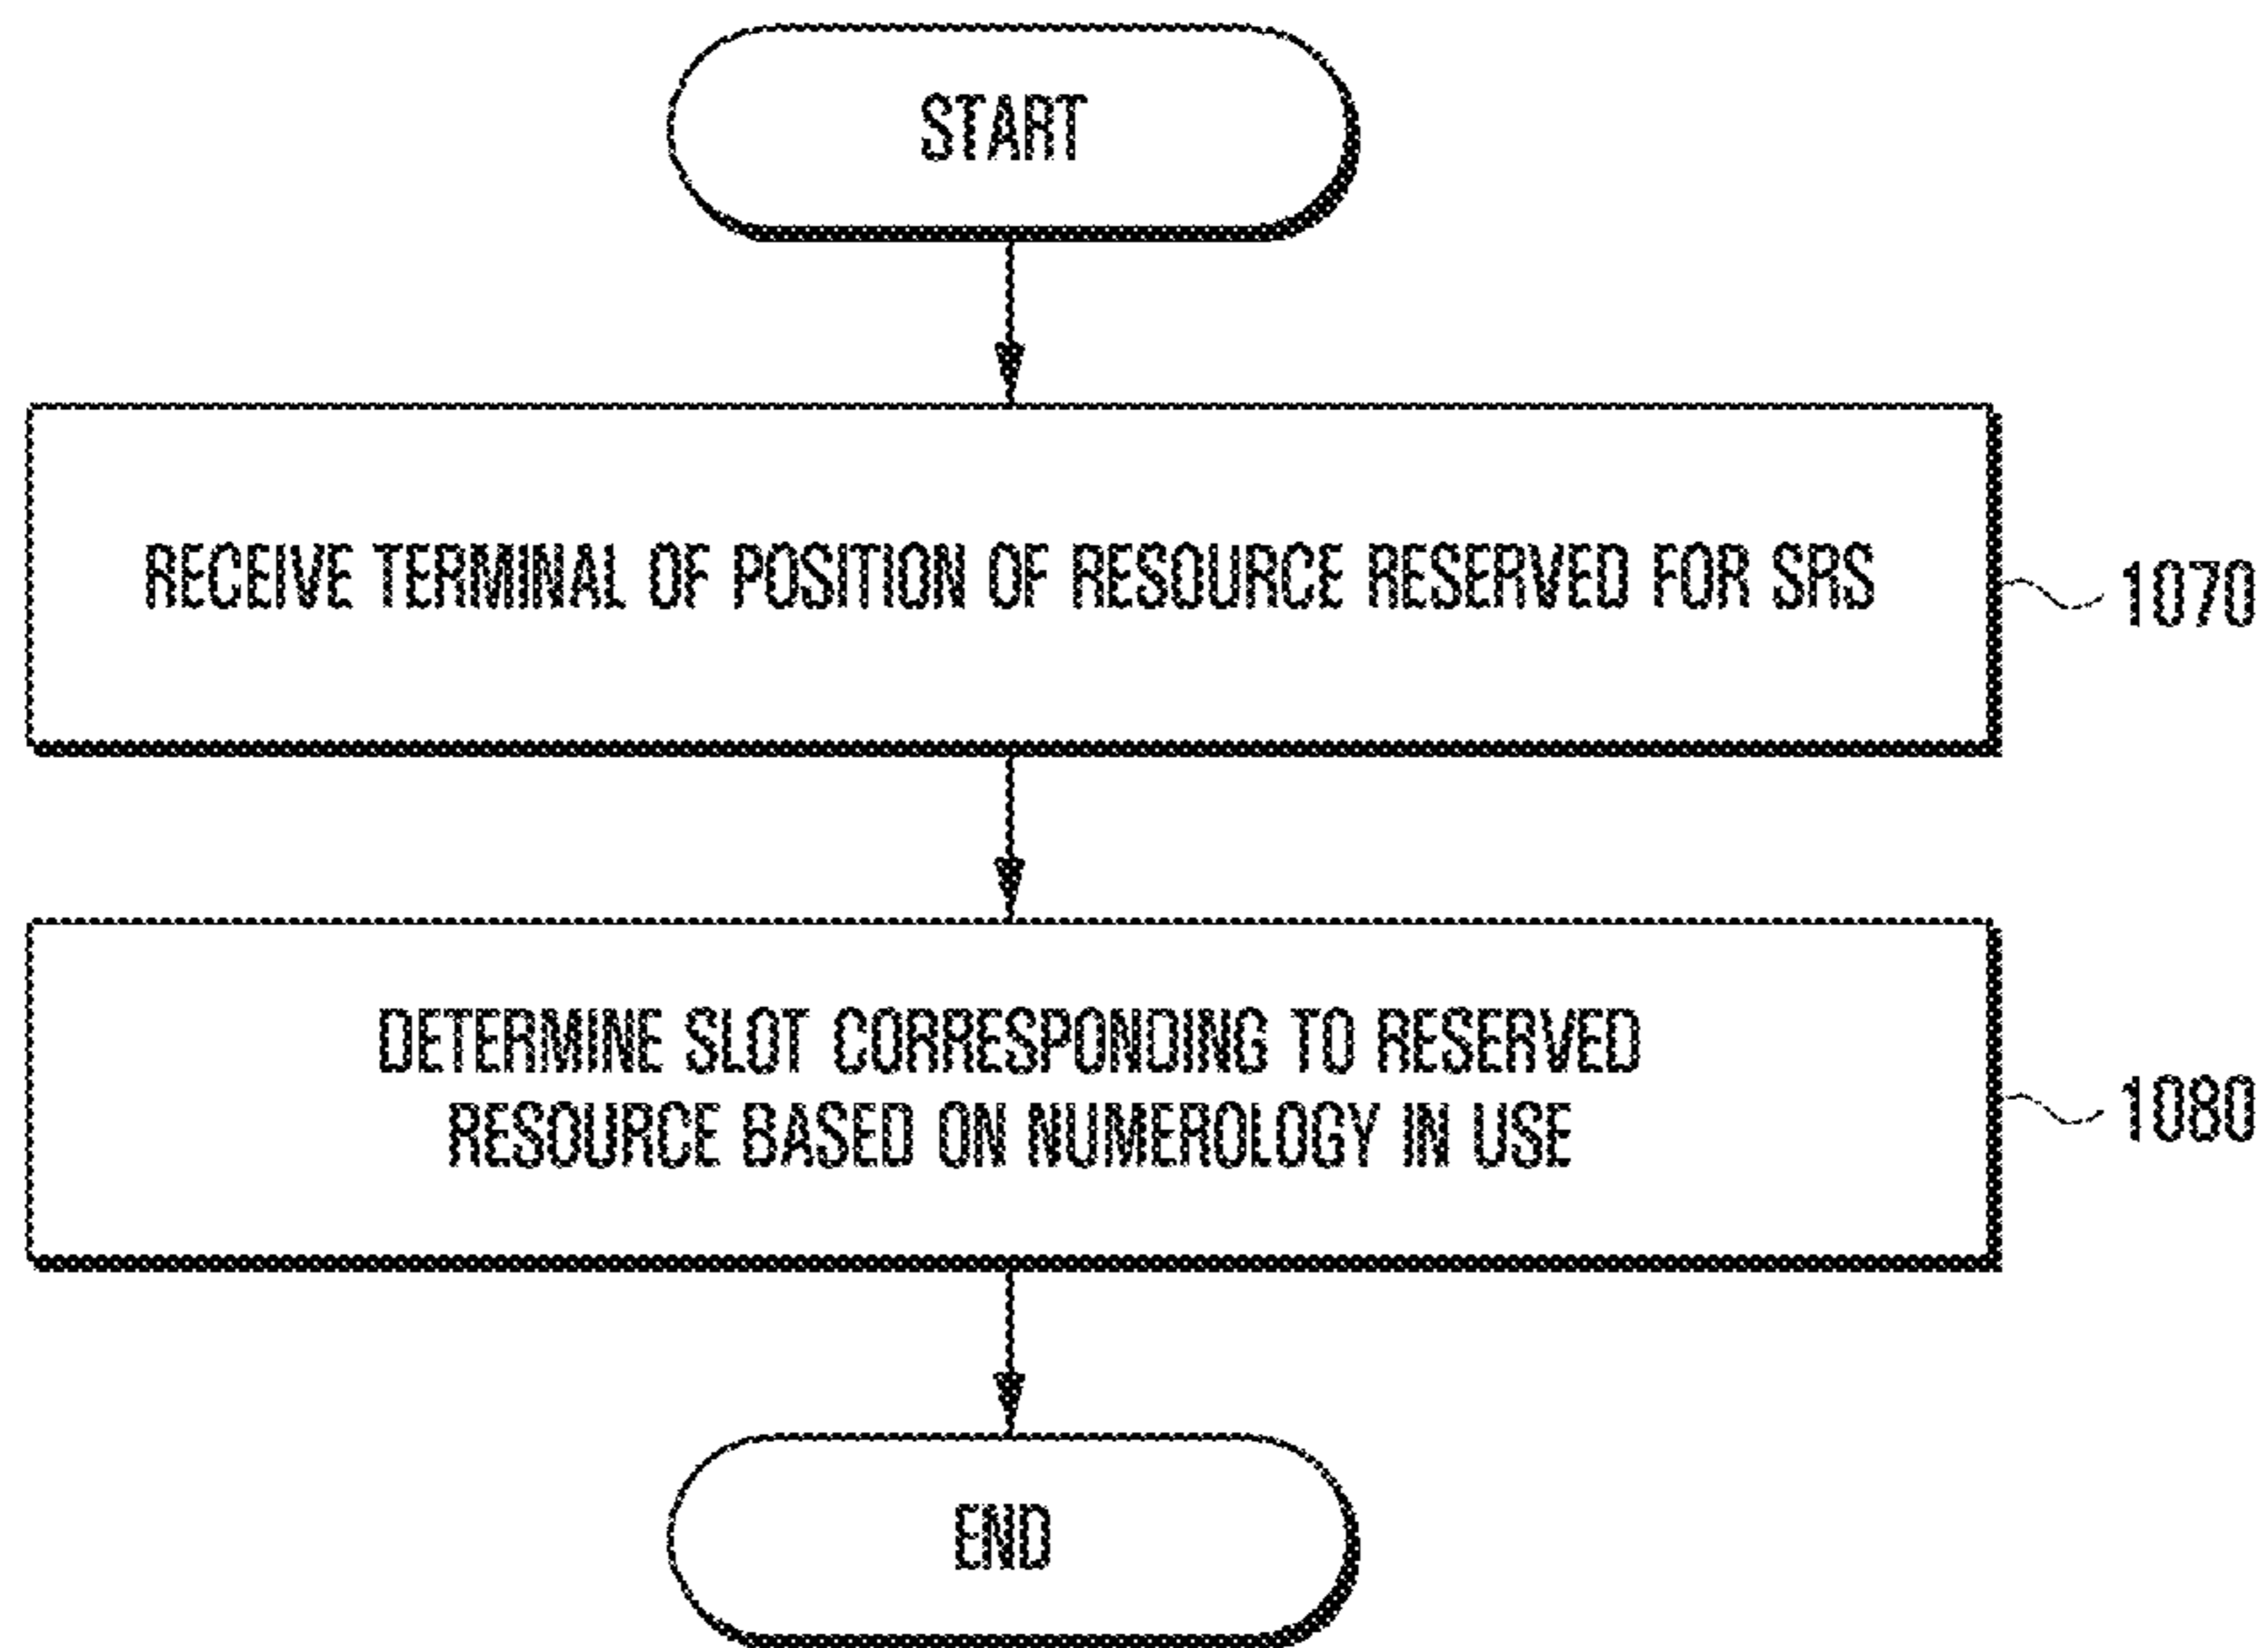 START
RECEIVE TERMINAL OF POSITION OF RESOURCE RESERVED FOR SRS
1070
DETERMINE SLOT CORRESPONDING TO RESERVED
RESOURCE BASED ON NUMEROLOGY IN USE
1080
END